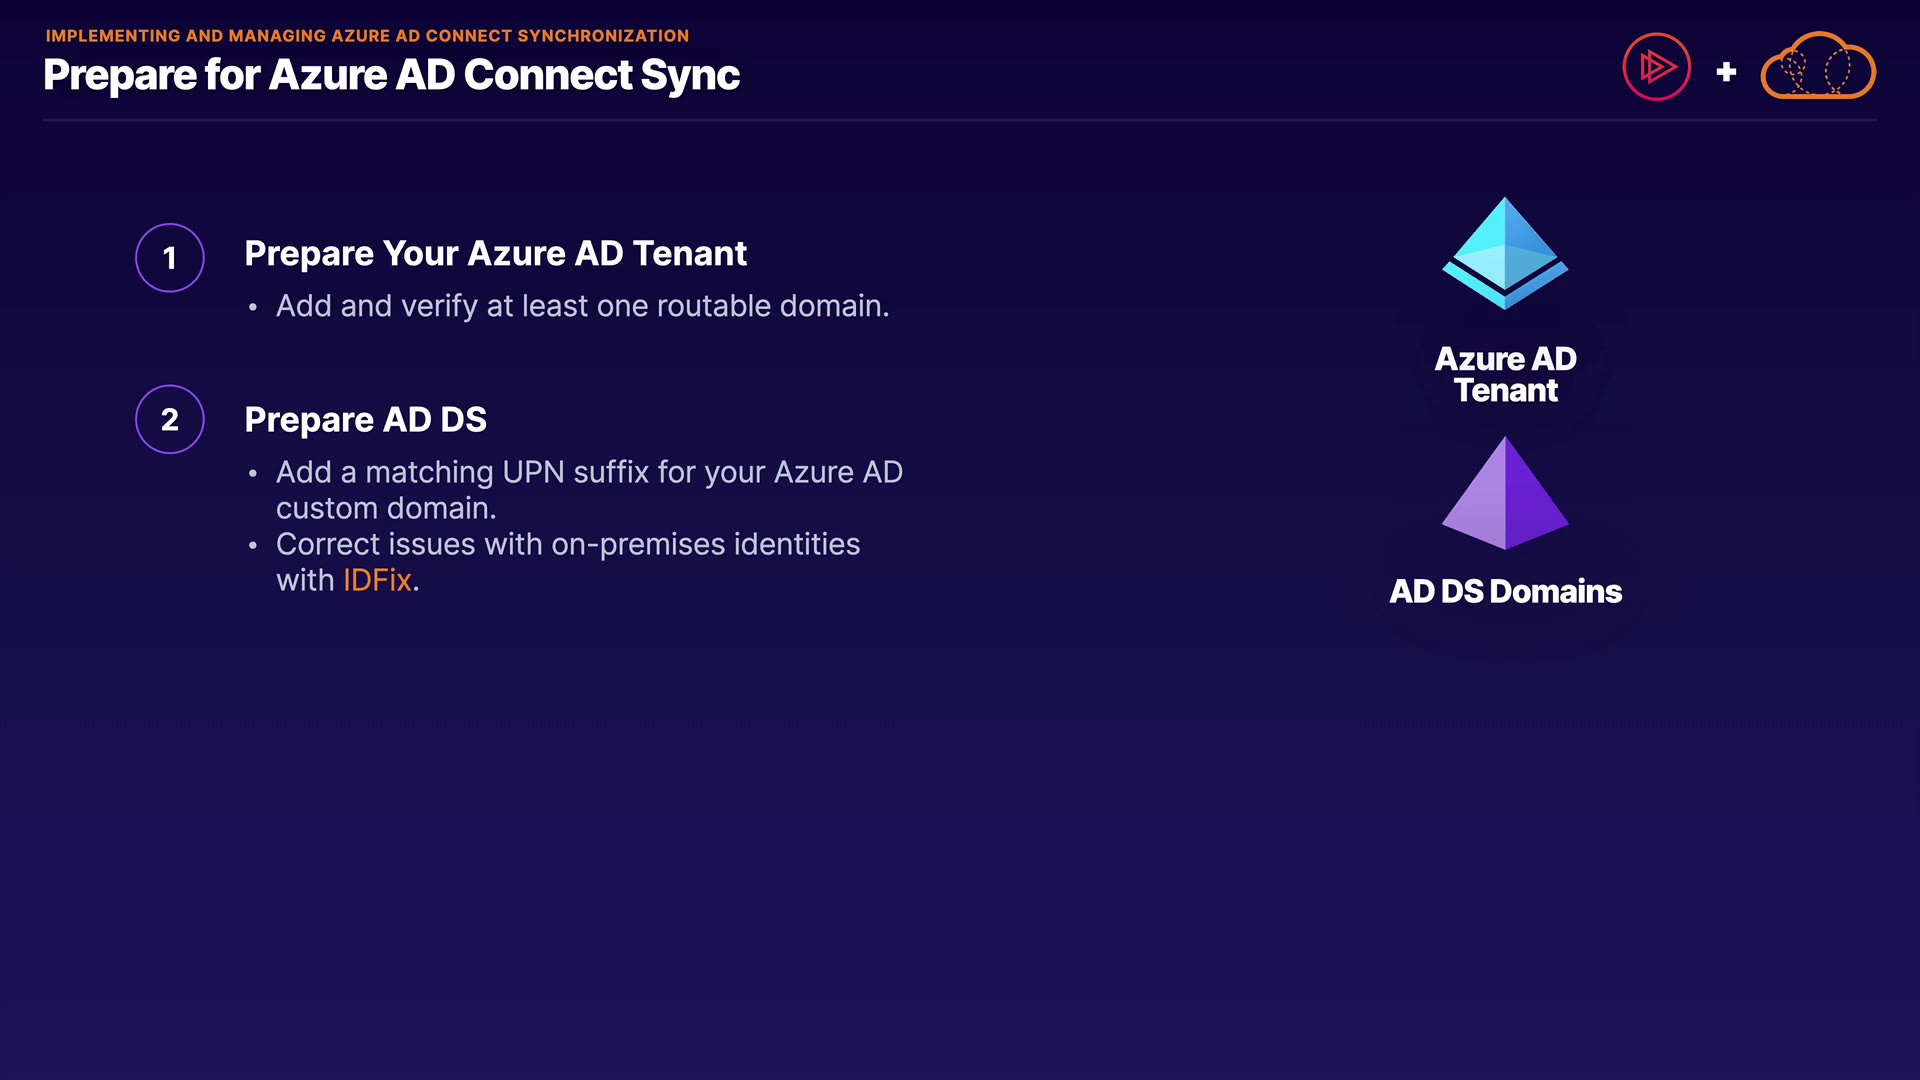 IMPLEMENTING AND MANAGING AZURE AD CONNECT SYNCHRONIZATION
Prepare for Azure AD Connect Sync
+
1
Prepare Your Azure AD Tenant
• Add and verify at least one routable domain.
2
Prepare AD DS
• Add a matching UPN suffix for your Azure AD
custom domain.
• Correct issues with on-premises identities
with IDFix.
Azure AD
Tenant
AD DS Domains